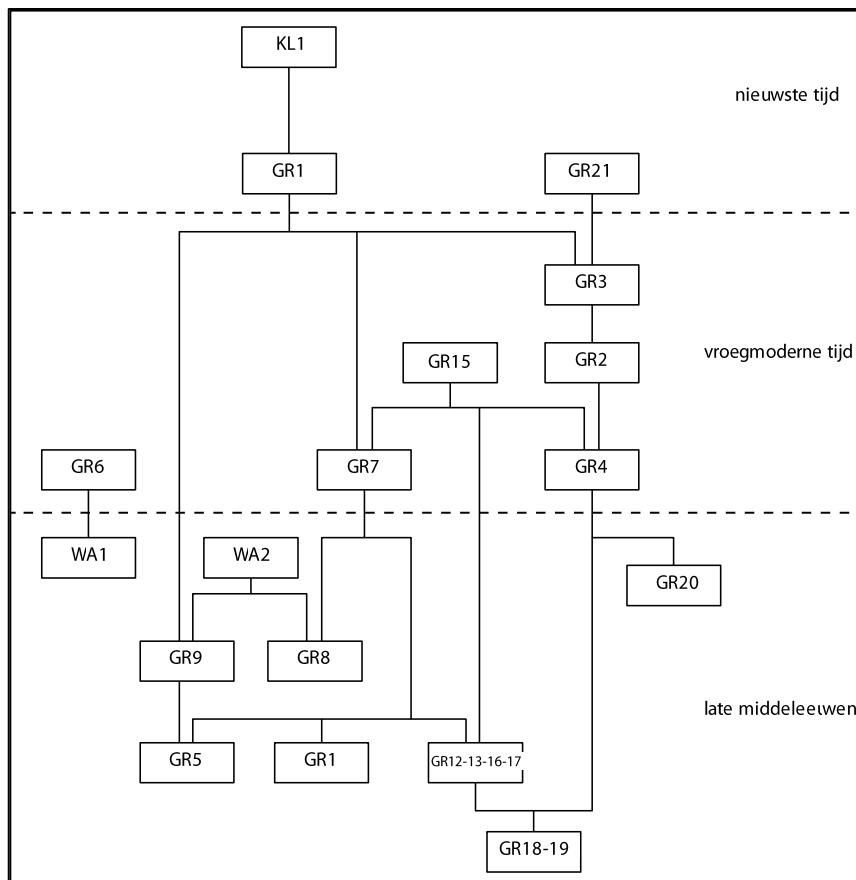 KL1
nieuwste tijd
GR1
GR21
GR3
vroegmoderne tijd
GR15
GR2
GR6
GR7
GR4
WA1
WA2
GR20
GR9
GR8
late middeleeuwen
GR5
GR1
GR12-13-16-17
GR18-19